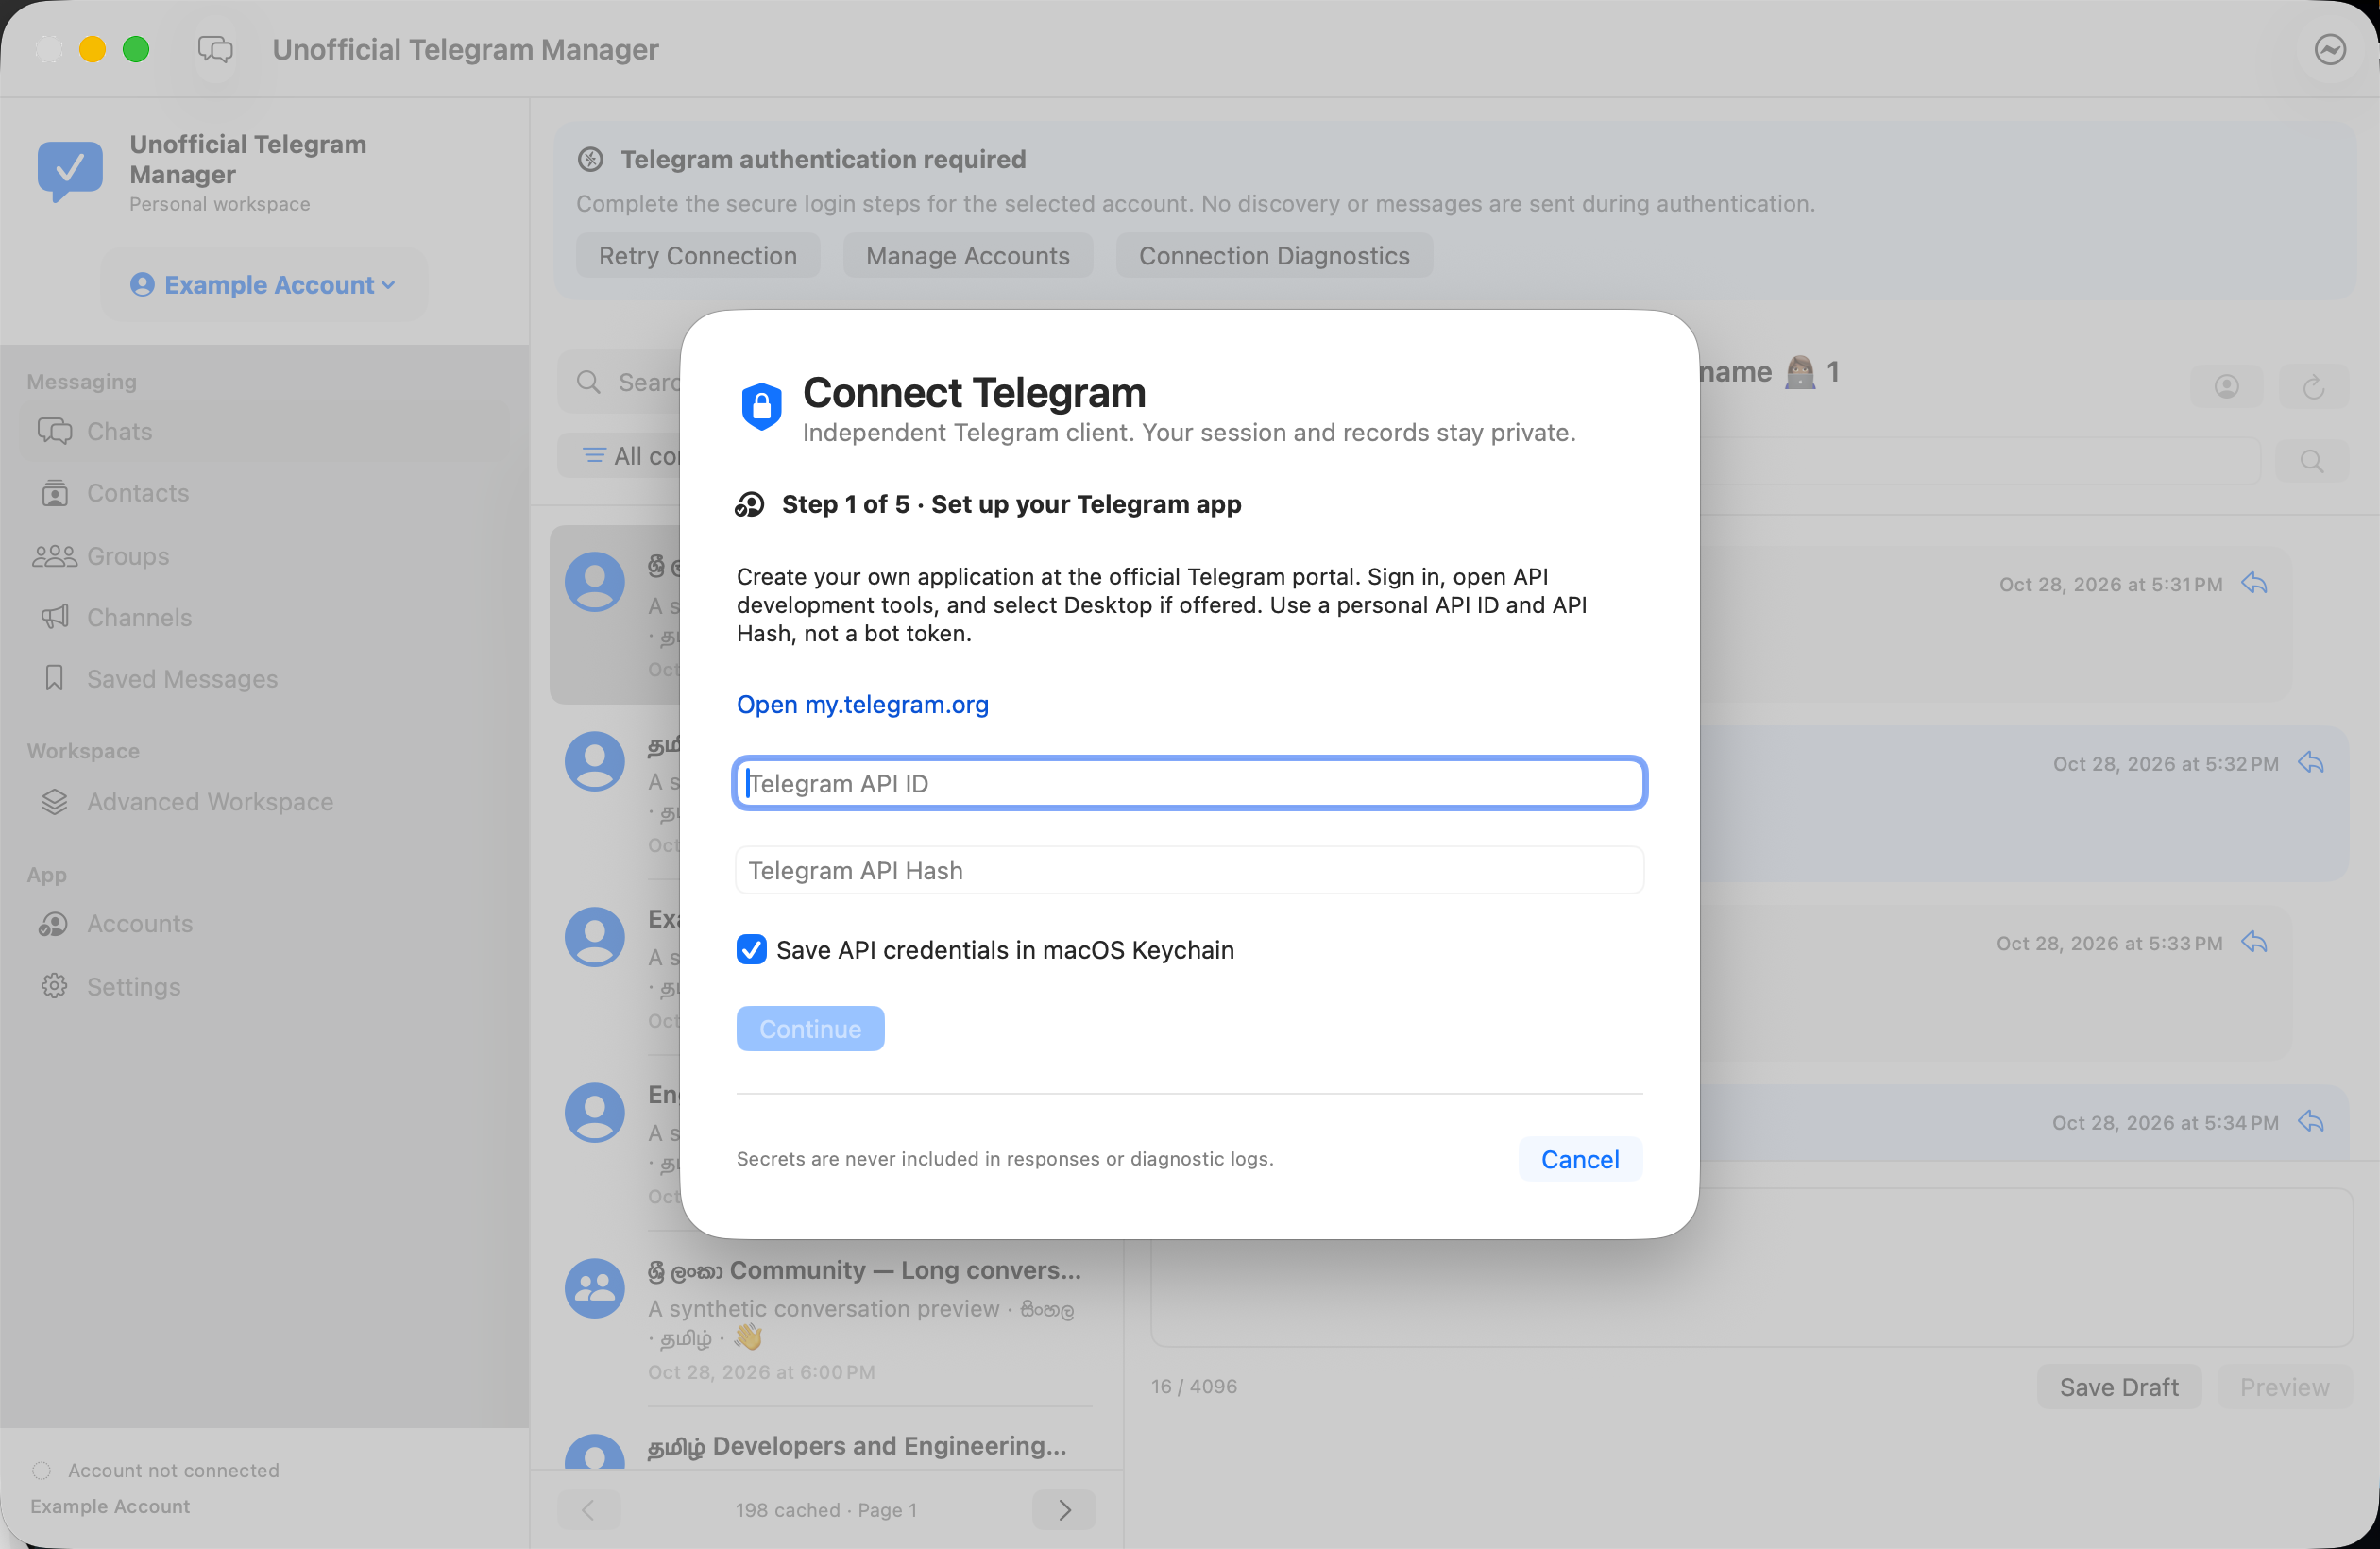 Unofficial Telegram Manager
Unofficial Telegram
Manager
Personal workspace
Example Account
Messaging
Chats
Contacts
Groups
Channels
Saved Messages
Workspace
Advanced Workspace
App
Accounts
Settings
Account not connected
Example Account
Telegram authentication required
Complete the secure login steps for the selected account. No discovery or messages are sent during authentication.
Retry Connection
Manage Accounts
Connection Diagnostics
All
Oct
Oct
Oct
Oct
ශ්‍රී ලංකා Community — Long convers...
A synthetic conversation preview · සිංහල
· தமிழ் · 👋
Oct 28, 2026 at 6:00 PM
தமிழ் Developers and Engineering...
198 cached · Page 1
name 👩🏽‍💻 1
Oct 28, 2026 at 5:31 PM
Oct 28, 2026 at 5:32 PM
Oct 28, 2026 at 5:33 PM
Oct 28, 2026 at 5:34 PM
16 / 4096
Save Draft
Preview
Connect Telegram
Independent Telegram client. Your session and records stay private.
Step 1 of 5 · Set up your Telegram app
Create your own application at the official Telegram portal. Sign in, open API
development tools, and select Desktop if offered. Use a personal API ID and API
Hash, not a bot token.
Open my.telegram.org
Telegram API ID
Telegram API Hash
Save API credentials in macOS Keychain
Continue
Secrets are never included in responses or diagnostic logs.
Cancel